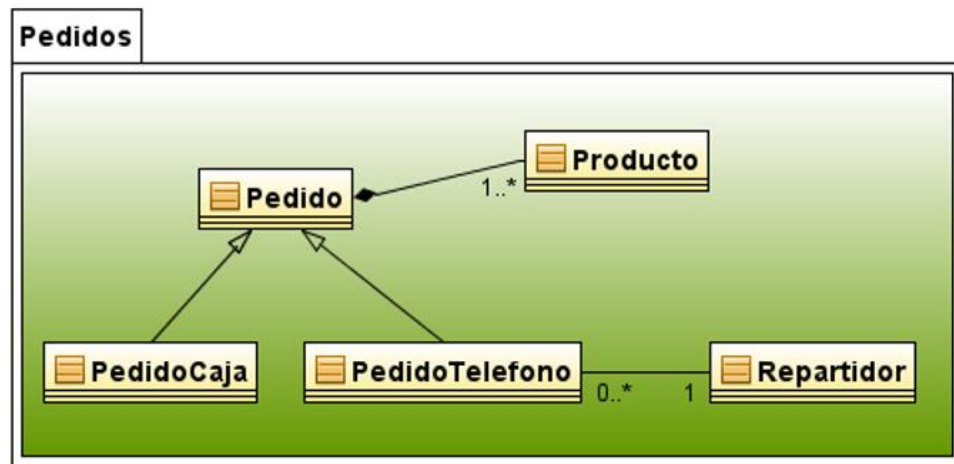 Pedidos
Producto
1..*
Pedido
PedidoCaja
PedidoTelefono
0..*
1
Repartidor